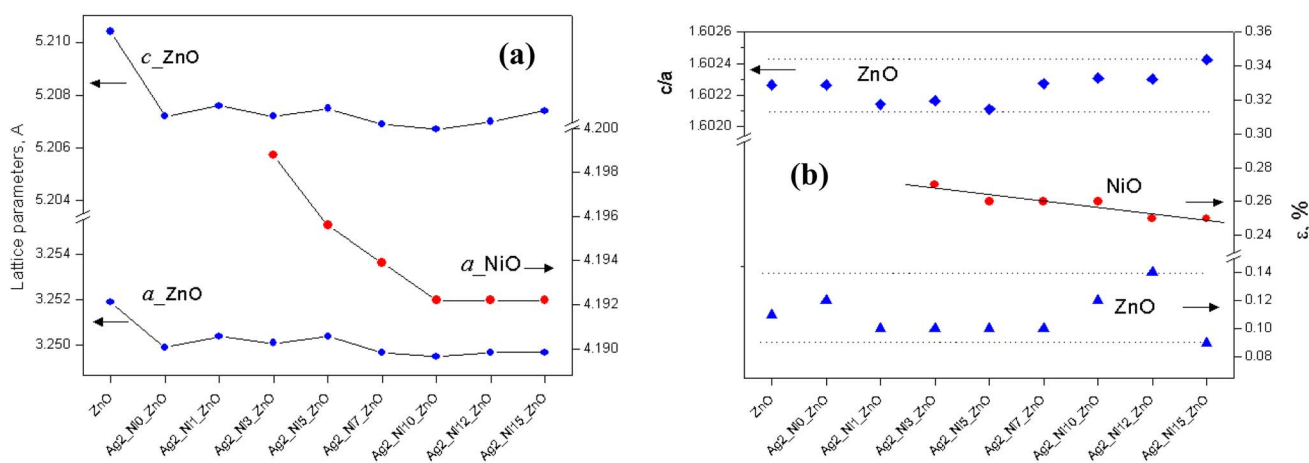 (a)
Lattice parameters, A
5.210
5.208
5.206
5.204
3.254
3.252
3.250
c_ZnO
a_NiO
a_ZnO
4.200
4.198
4.196
4.194
4.192
4.190
ZnO
Ag2_Ni0_ZnO
Ag2_Ni1_ZnO
Ag2_Ni3_ZnO
Ag2_Ni5_ZnO
Ag2_Ni7_ZnO
Ag2_Ni10_ZnO
Ag2_Ni12_ZnO
Ag2_Ni15_ZnO
(b)
c/a
1.6026
1.6024
1.6022
1.6020
ZnO
NiO
ZnO
0.36
0.34
0.32
0.30
0.28
0.26
0.24
0.14
0.12
0.10
0.08
ε, %
ZnO
Ag2_Ni0_ZnO
Ag2_Ni1_ZnO
Ag2_Ni3_ZnO
Ag2_Ni5_ZnO
Ag2_Ni7_ZnO
Ag2_Ni10_ZnO
Ag2_Ni12_ZnO
Ag2_Ni15_ZnO